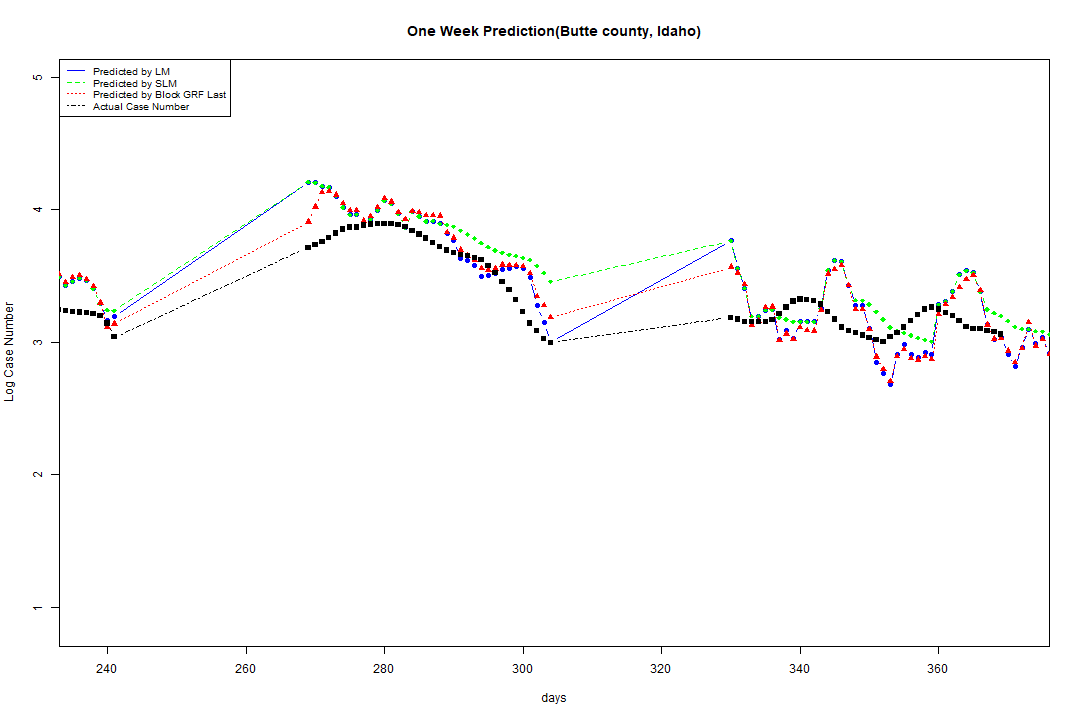 One Week Prediction(Butte county, Idaho)
Predicted by LM
Predicted by SLM
Predicted by Block GRF Last
Actual Case Number
5
4
3
2
1
Log Case Number
240 260 280 300 320 340 360
days